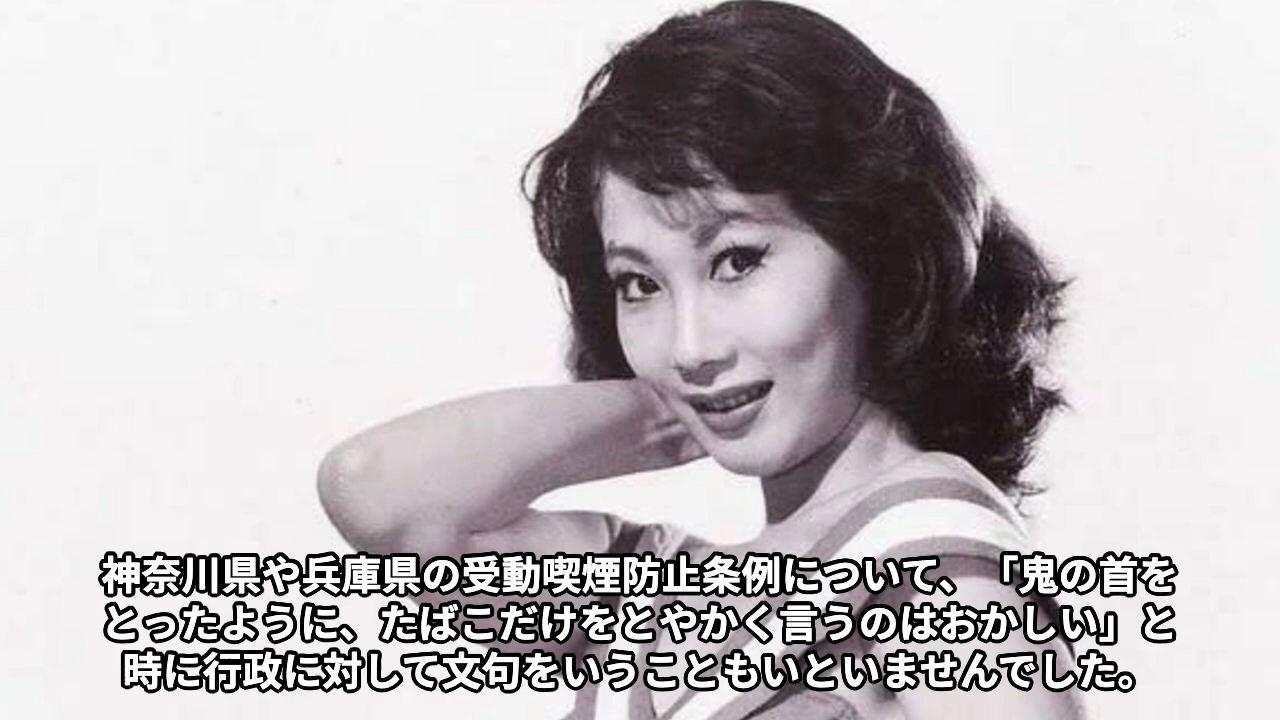 神奈川県や兵庫県の受動喫煙防止条例について、「鬼の首を
とったように、たばこだけをとやかく言うのはおかしい」と
時に行政に対して文句をいうこともいといませんでした。